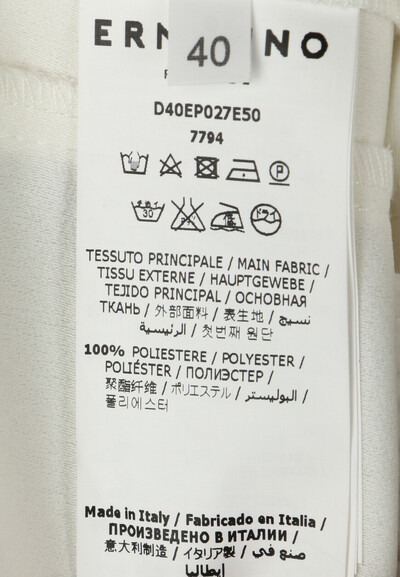 40
D40EP027E50
7794
P
30
ドライ
TESSUTO PRINCIPALE / MAIN FABRIC /
TISSU EXTERNE / HAUPTGEWEBE /
TEJIDO PRINCIPAL / ОСНОВНАЯ
ТКАНЬ / 外部面料 / 表生地 / نسيج
الرئيسية / 첫번째 원단
100% POLIESTERE / POLYESTER /
POLIÉSTER / ПОЛИЭСТЕР /
聚酯纤维 / ポリエステル / البوليستر /
폴리에스터
Made in Italy / Fabricado en Italia /
ПРОИЗВЕДЕНО В ИТАЛИИ /
意大利制造 / イタリア製 / صنع في
إيطاليا